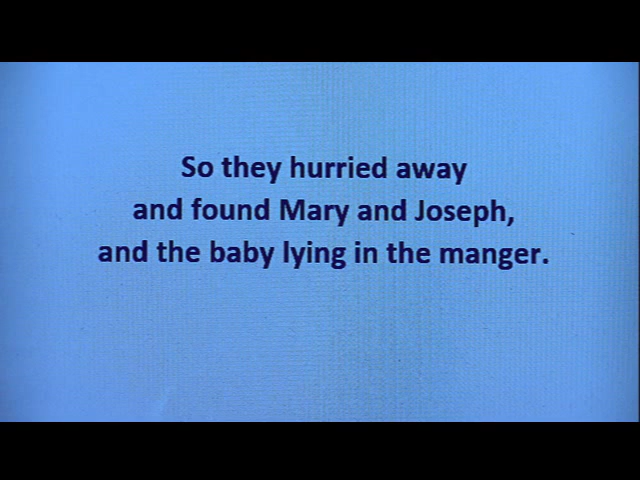 So they hurried away
and found Mary and Joseph,
and the baby lying in the manger.